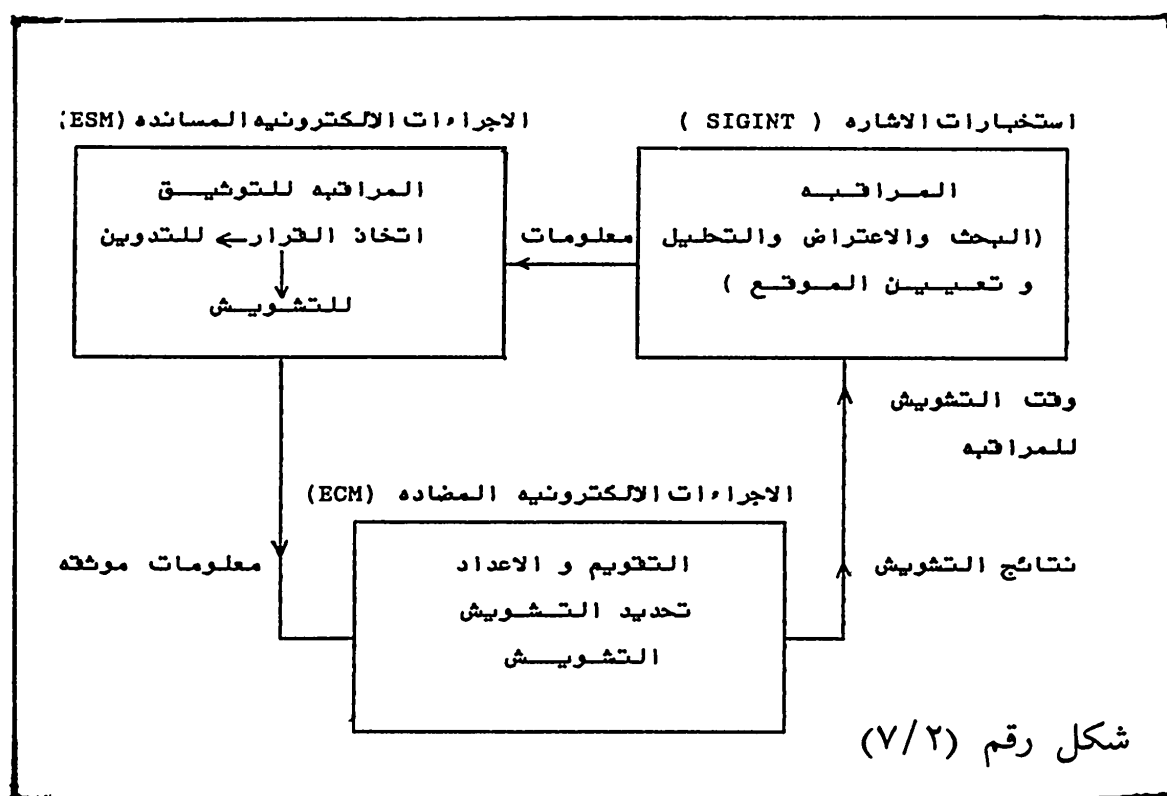 استخبارات الاشاره ( SIGINT )
المراقبه
(البحث والاعتراض والتحليل
و تعيين الموقع )
معلومات
الاجراءات الالكترونيه المسانده (ESM)
المراقبه للتوثيق
اتخاذ القرار للتدوين
للتشويش
وقت التشويش
للمراقبه
الاجراءات الالكترونيه المضاده (ECM)
التقويم و الاعداد
تحديد التشويش
التشويش
معلومات موثقه
نتائج التشويش
شكل رقم (٧/٢)